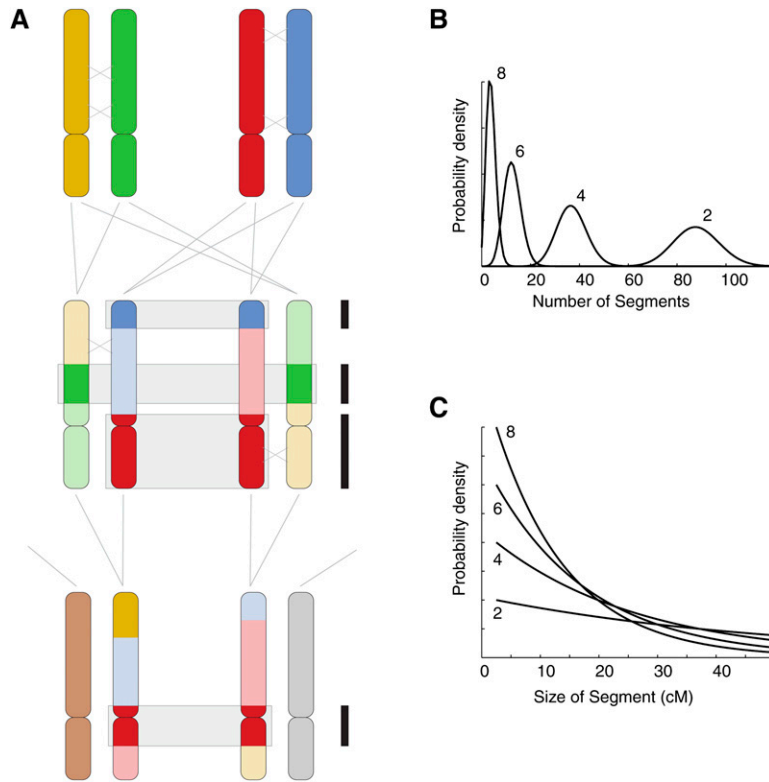 A
B
Probability density
8
6
4
2
0 20 40 60 80 100
Number of Segments
C
Probability density
8
6
4
2
0 10 20 30 40
Size of Segment (cM)